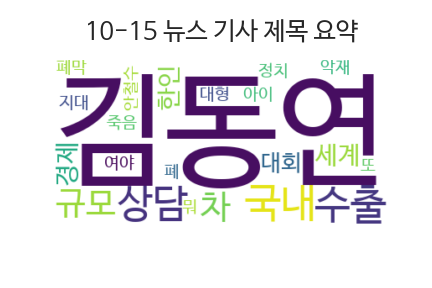 10-15 뉴스 기사 제목 요약
폐막 안철수 한인 정치 악재
지대 대형 아이
김동연
죽음
경제 여야 폐 대회 세계 또
규모 상담 뭐 차 국내 수출